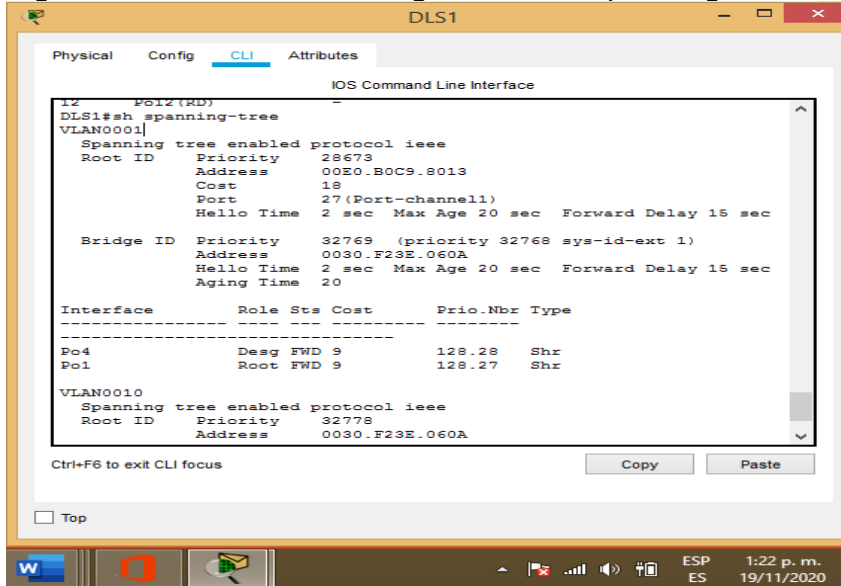 DLS1
Physical Config CLI Attributes
IOS Command Line Interface
12 Po12(RD) -
DLS1#sh spanning-tree
VLAN0001
Spanning tree enabled protocol ieee
Root ID Priority 28673
Address 00E0.B0C9.8013
Cost 18
Port 27(Port-channel1)
Hello Time 2 sec Max Age 20 sec Forward Delay 15 sec
Bridge ID Priority 32769 (priority 32768 sys-id-ext 1)
Address 0030.F23E.060A
Hello Time 2 sec Max Age 20 sec Forward Delay 15 sec
Aging Time 20
Interface Role Sts Cost Prio.Nbr Type
---------------- ---- --- --------- --------
--------------------------------
Po4 Desg FWD 9 128.28 Shr
Po1 Root FWD 9 128.27 Shr
VLAN0010
Spanning tree enabled protocol ieee
Root ID Priority 32778
Address 0030.F23E.060A
Ctrl+F6 to exit CLI focus
Copy Paste
Top
W
ESP 1:22 p. m.
ES 19/11/2020